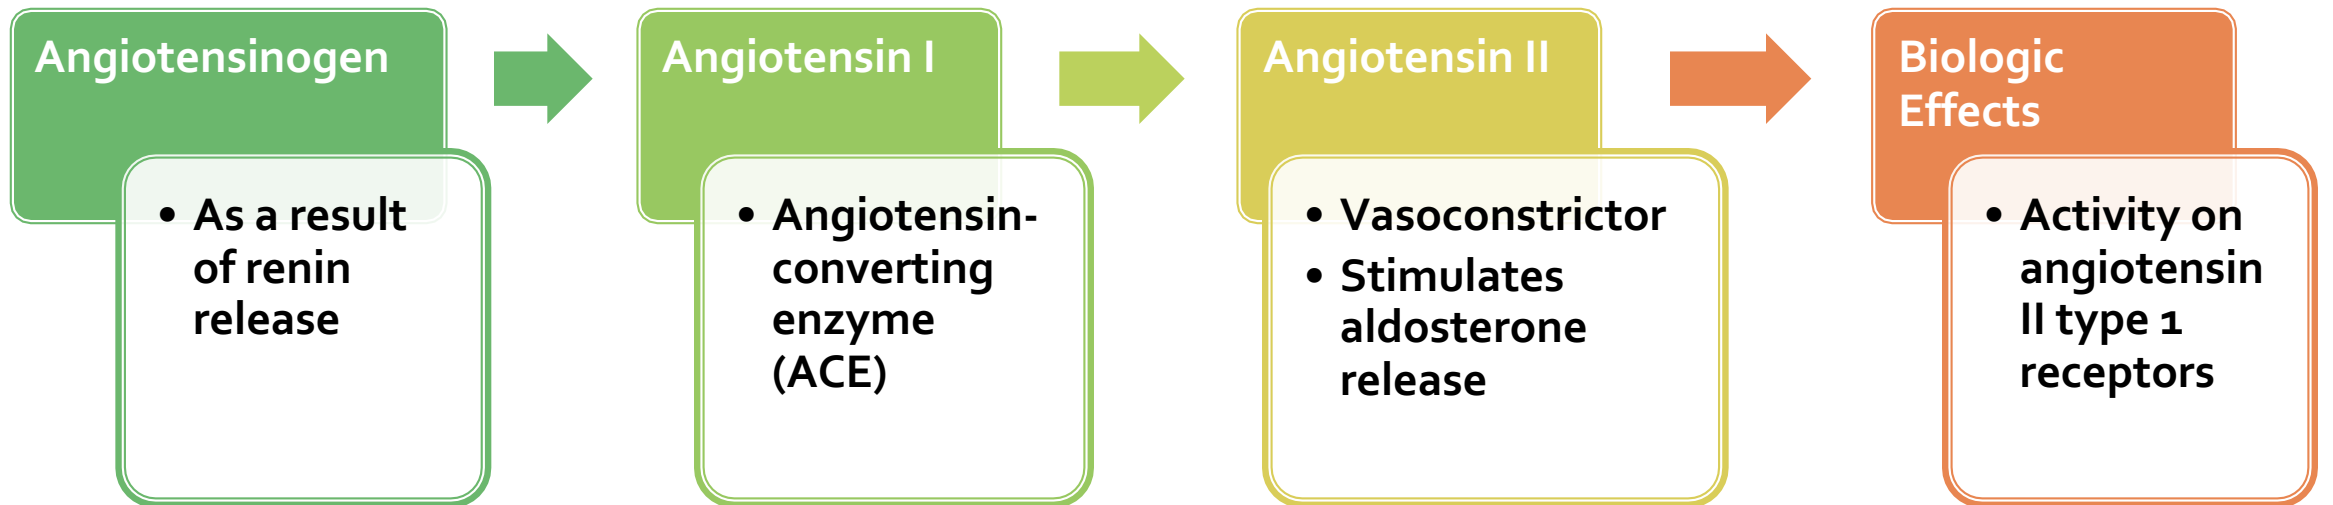 Angiotensinogen
• As a result
of renin
release
Angiotensin I
• Angiotensin-
converting
enzyme
(ACE)
Angiotensin II
• Vasoconstrictor
• Stimulates
aldosterone
release
Biologic
Effects
• Activity on
angiotensin
II type 1
receptors